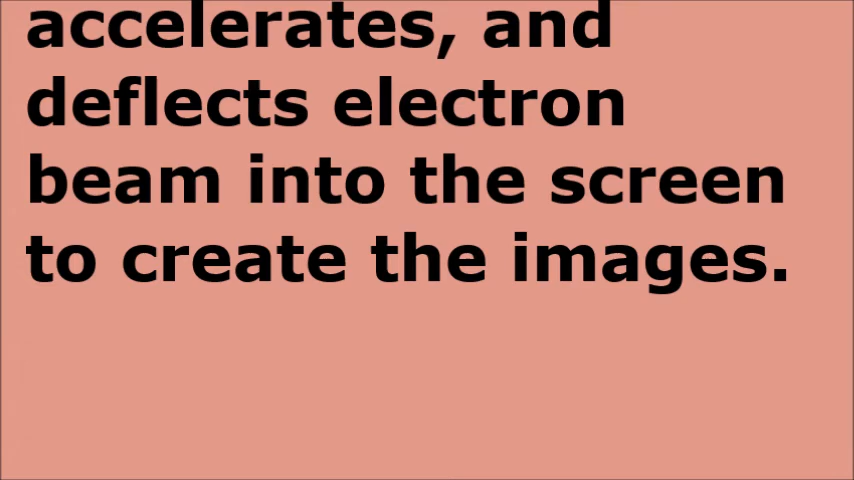 accelerates, and
deflects electron
beam into the screen
to create the images.